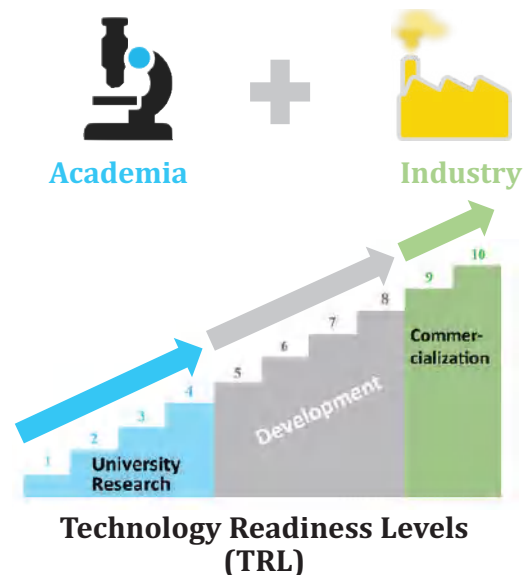 Academia
Industry
1
2
3
4
5
6
7
8
9
10
University
Research
Development
Commer-
cialization
Technology Readiness Levels
(TRL)